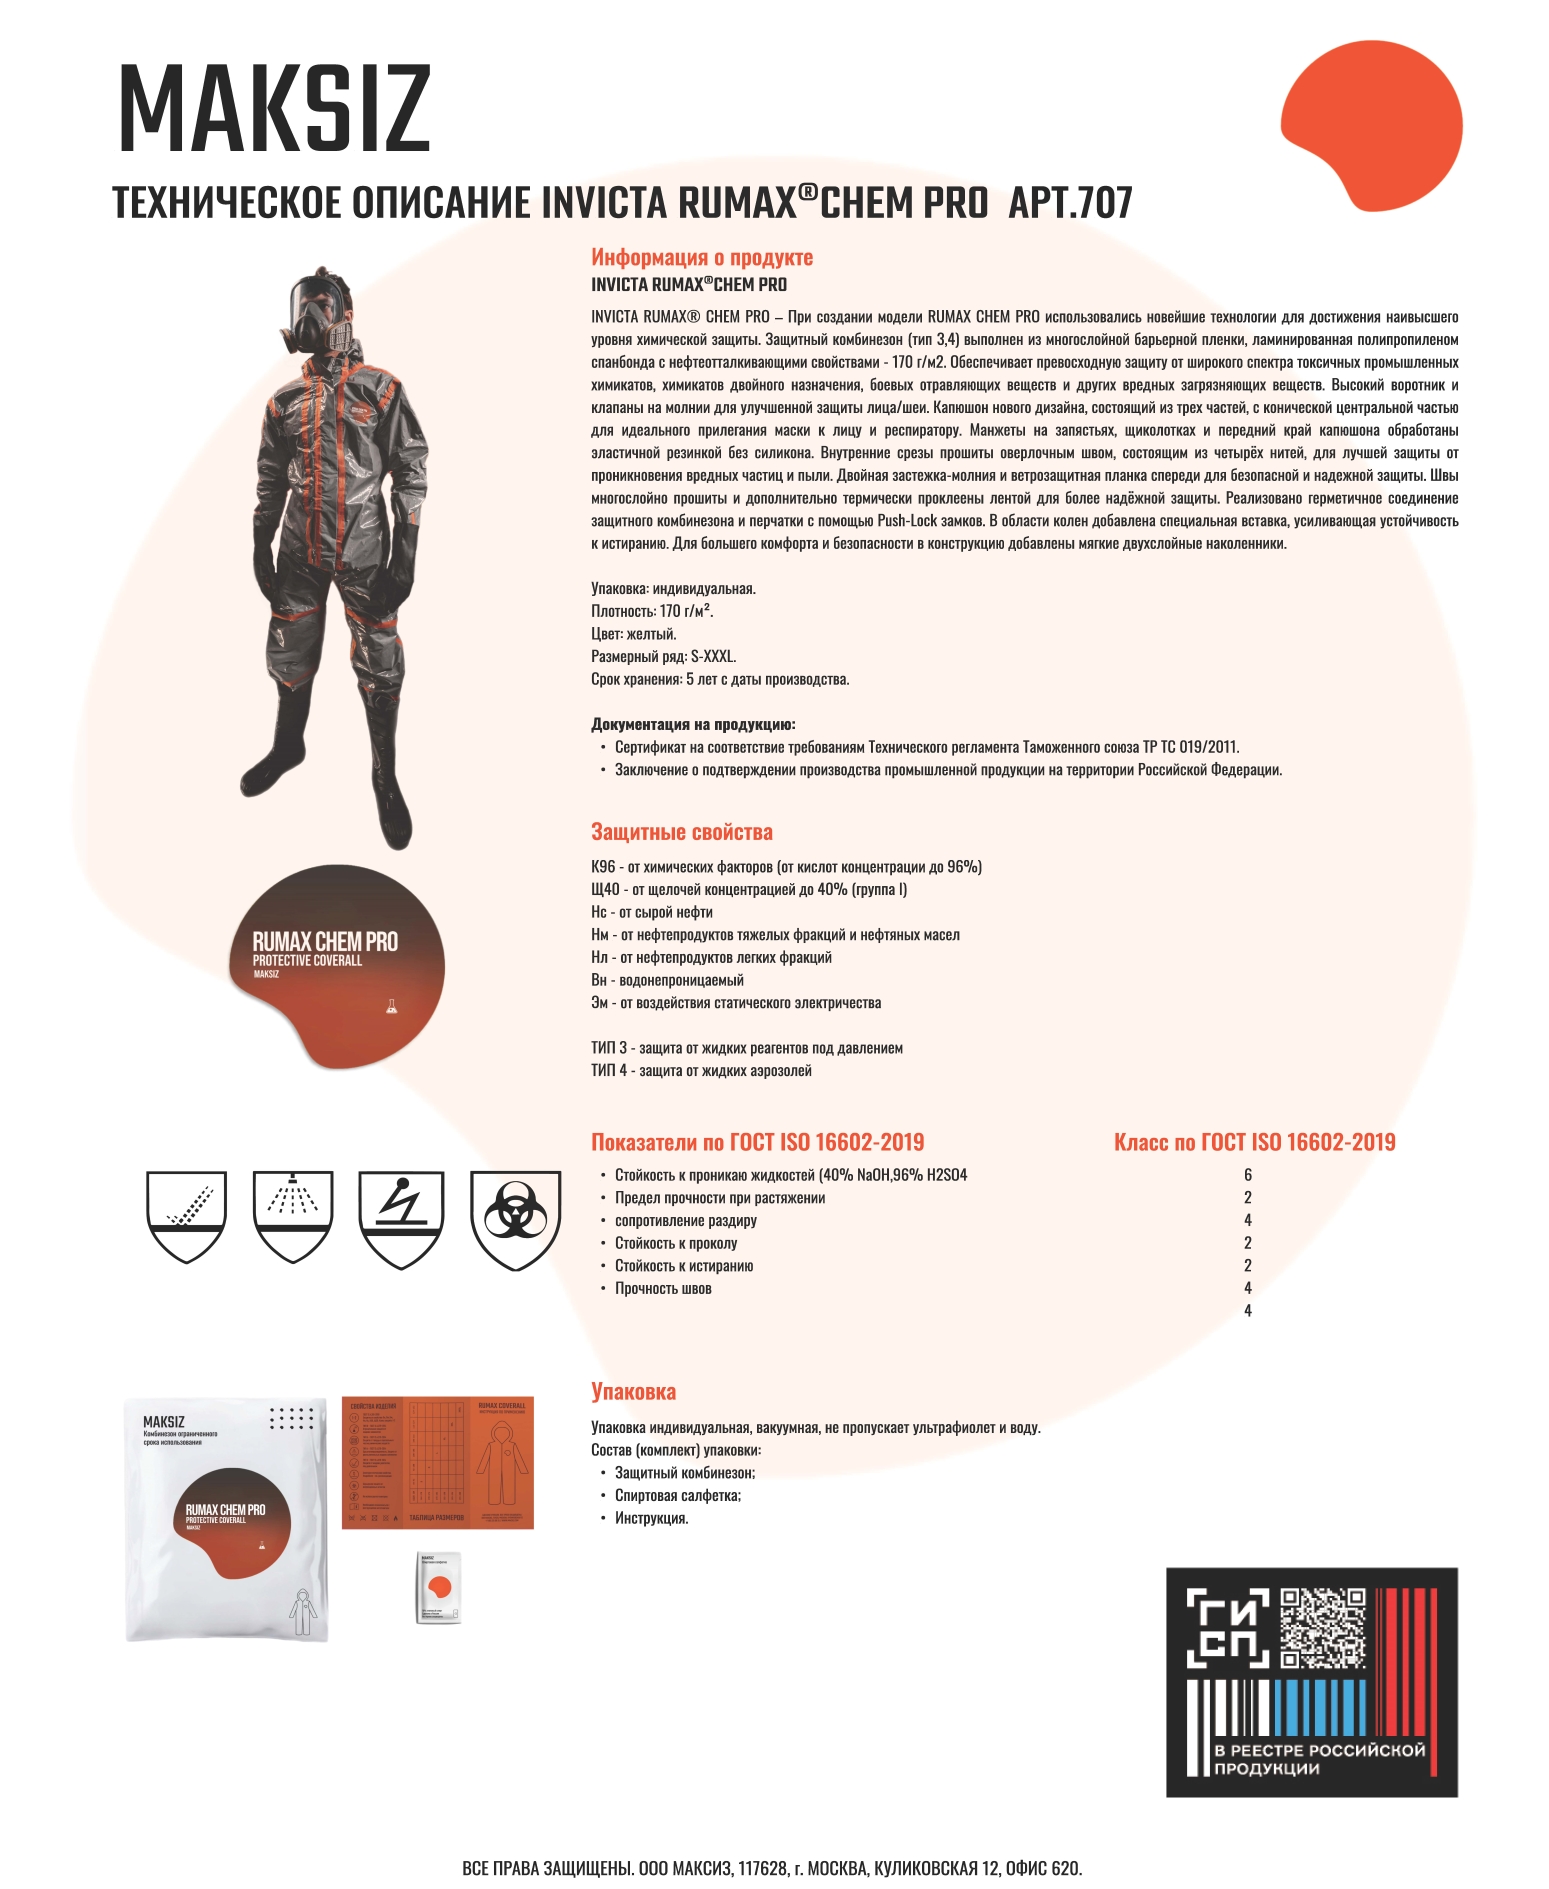 MAKSIZ
ТЕХНИЧЕСКОЕ ОПИСАНИЕ INVICTA RUMAX®CHEM PRO АРТ.707
Информация о продукте
INVICTA RUMAX®CHEM PRO
INVICTA RUMAX® CHEM PRO – При создании модели RUMAX CHEM PRO использовались новейшие технологии для достижения наивысшего
уровня химической защиты. Защитный комбинезон (тип 3,4) выполнен из многослойной барьерной пленки, ламинированная полипропиленом
спанбонда с нефтеотталкивающими свойствами - 170 г/м2. Обеспечивает превосходную защиту от широкого спектра токсичных промышленных
химикатов, химикатов двойного назначения, боевых отравляющих веществ и других вредных загрязняющих веществ. Высокий воротник и
клапаны на молнии для улучшенной защиты лица/шеи. Капюшон нового дизайна, состоящий из трех частей, с конической центральной частью
для идеального прилегания маски к лицу и респиратору. Манжеты на запястьях, щиколотках и передний край капюшона обработаны
эластичной резинкой без силикона. Внутренние срезы прошиты оверлочным швом, состоящим из четырёх нитей, для лучшей защиты от
проникновения вредных частиц и пыли. Двойная застежка-молния и ветрозащитная планка спереди для безопасной и надежной защиты. Швы
многослойно прошиты и дополнительно термически проклеены лентой для более надёжной защиты. Реализовано герметичное соединение
защитного комбинезона и перчатки с помощью Push-Lock замков. В области колен добавлена специальная вставка, усиливающая устойчивость
к истиранию. Для большего комфорта и безопасности в конструкцию добавлены мягкие двухслойные наколенники.
Упаковка: индивидуальная.
Плотность: 170 г/м².
Цвет: желтый.
Размерный ряд: S-XXXL.
Срок хранения: 5 лет с даты производства.
Документация на продукцию:
• Сертификат на соответствие требованиям Технического регламента Таможенного союза ТР ТС 019/2011.
• Заключение о подтверждении производства промышленной продукции на территории Российской Федерации.
Защитные свойства
К96 - от химических факторов (от кислот концентрации до 96%)
Щ40 - от щелочей концентрацией до 40% (группа I)
Нс - от сырой нефти
Нм - от нефтепродуктов тяжелых фракций и нефтяных масел
Нл - от нефтепродуктов легких фракций
Вн - водонепроницаемый
Эм - от воздействия статического электричества
ТИП 3 - защита от жидких реагентов под давлением
ТИП 4 - защита от жидких аэрозолей
RUMAX CHEM PRO
PROTECTIVE COVERALL
MAKSIZ
Показатели по ГОСТ ISO 16602-2019 Класс по ГОСТ ISO 16602-2019
• Стойкость к проникаю жидкостей (40% NaOH,96% H2SO4 6
• Предел прочности при растяжении 2
• сопротивление раздиру 4
• Стойкость к проколу 2
• Стойкость к истиранию 2
• Прочность швов 4
4
Упаковка
Упаковка индивидуальная, вакуумная, не пропускает ультрафиолет и воду.
Состав (комплект) упаковки:
• Защитный комбинезон;
• Спиртовая салфетка;
• Инструкция.
MAKSIZ
Комбинезон ограниченного
срока использования
RUMAX CHEM PRO
PROTECTIVE COVERALL
MAKSIZ
СВОЙСТВА ИЗДЕЛИЯ
ТАБЛИЦА РАЗМЕРОВ
RUMAX COVERALL
MAKSIZ
ГИ
СП
В РЕЕСТРЕ РОССИЙСКОЙ
ПРОДУКЦИИ
ВСЕ ПРАВА ЗАЩИЩЕНЫ. ООО МАКСИЗ, 117628, г. МОСКВА, КУЛИКОВСКАЯ 12, ОФИС 620.